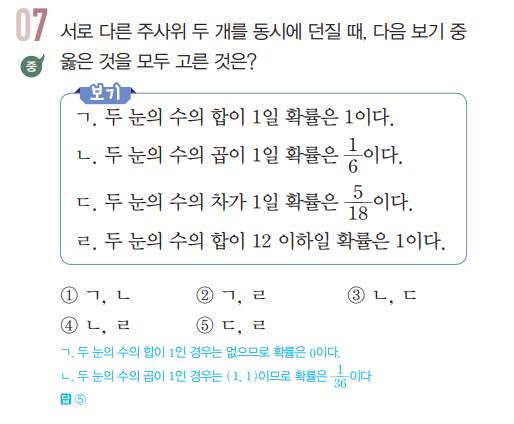 07
중
서로 다른 주사위 두 개를 동시에 던질 때, 다음 보기 중
옳은 것을 모두 고른 것은?
보기
ㄱ. 두 눈의 수의 합이 1일 확률은 1이다.
ㄴ. 두 눈의 수의 곱이 1일 확률은 1/6이다.
ㄷ. 두 눈의 수의 차가 1일 확률은 5/18이다.
ㄹ. 두 눈의 수의 합이 12 이하일 확률은 1이다.
① ㄱ, ㄴ ② ㄱ, ㄹ ③ ㄴ, ㄷ
④ ㄴ, ㄹ ⑤ ㄷ, ㄹ
ㄱ. 두 눈의 수의 합이 1인 경우는 없으므로 확률은 0이다.
ㄴ. 두 눈의 수의 곱이 1인 경우는 (1, 1)이므로 확률은 1/36이다
답 ⑤